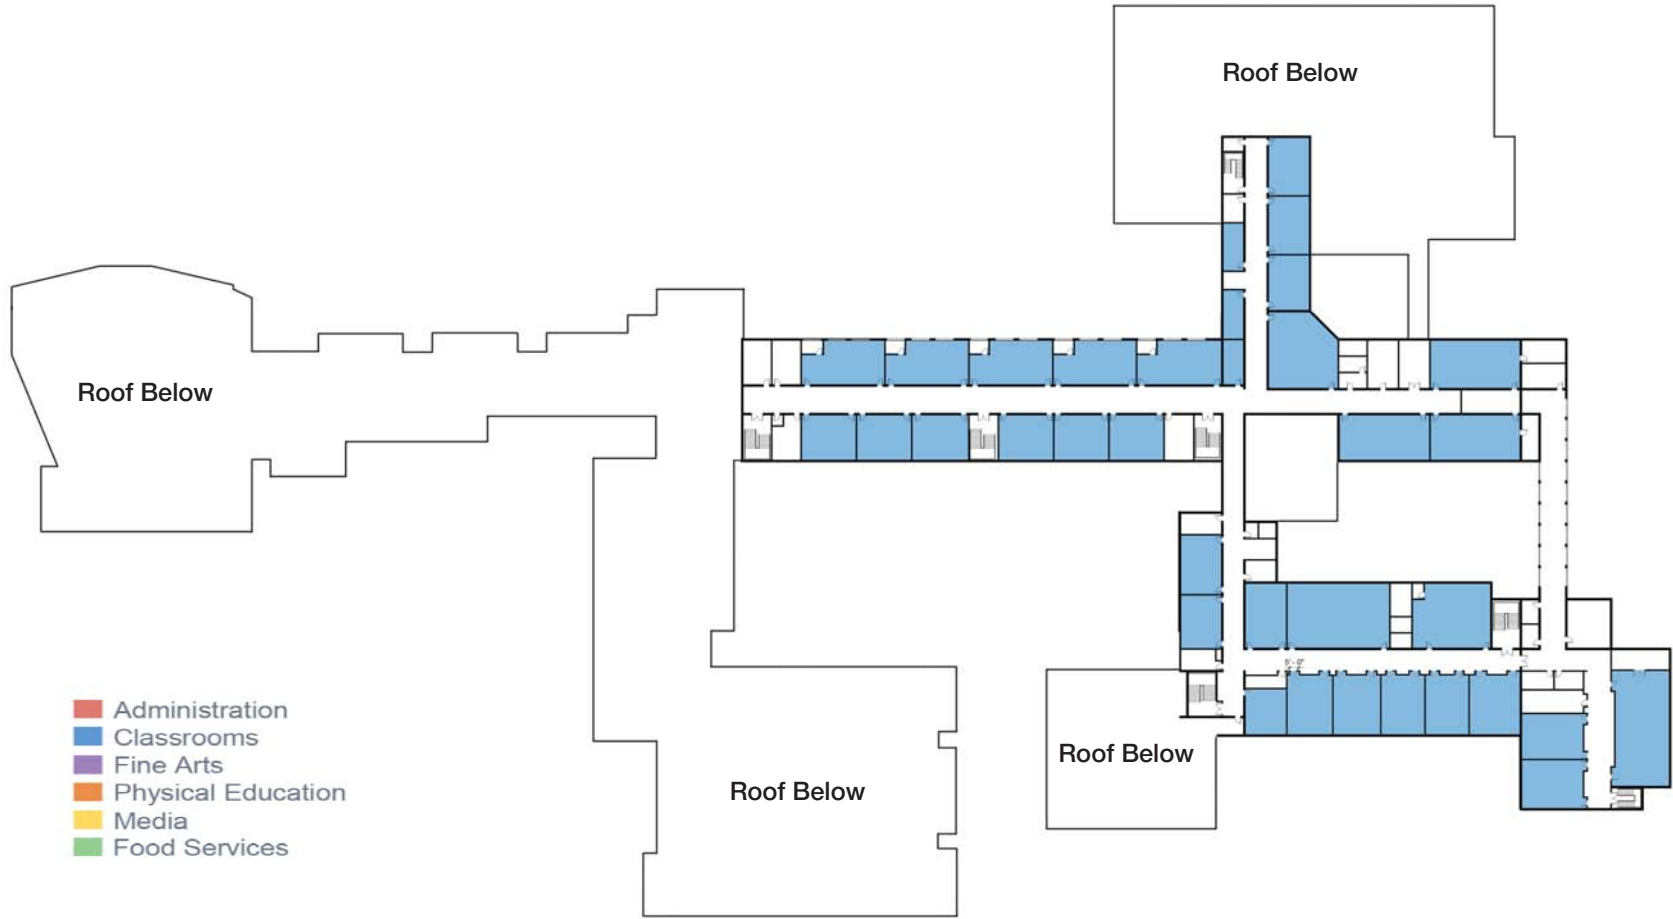 Roof Below
Roof Below
Roof Below
Roof Below
Administration
Classrooms
Fine Arts
Physical Education
Media
Food Services